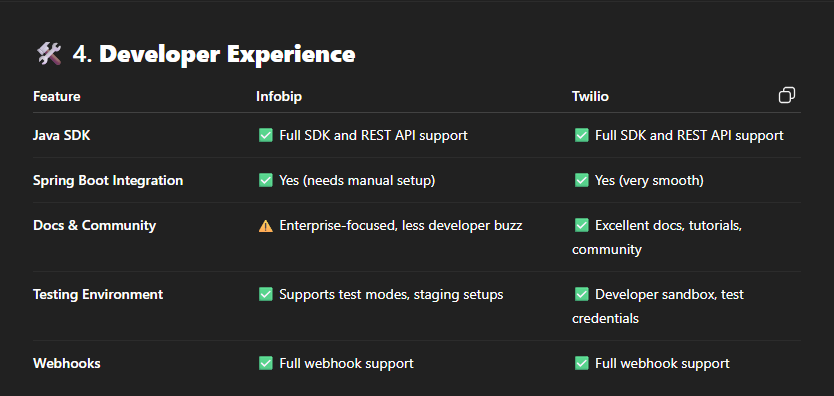 🛠️ 4. Developer Experience
Feature Infobip Twilio
Java SDK ✅ Full SDK and REST API support ✅ Full SDK and REST API support
Spring Boot Integration ✅ Yes (needs manual setup) ✅ Yes (very smooth)
Docs & Community ⚠️ Enterprise-focused, less developer buzz ✅ Excellent docs, tutorials,
community
Testing Environment ✅ Supports test modes, staging setups ✅ Developer sandbox, test
credentials
Webhooks ✅ Full webhook support ✅ Full webhook support